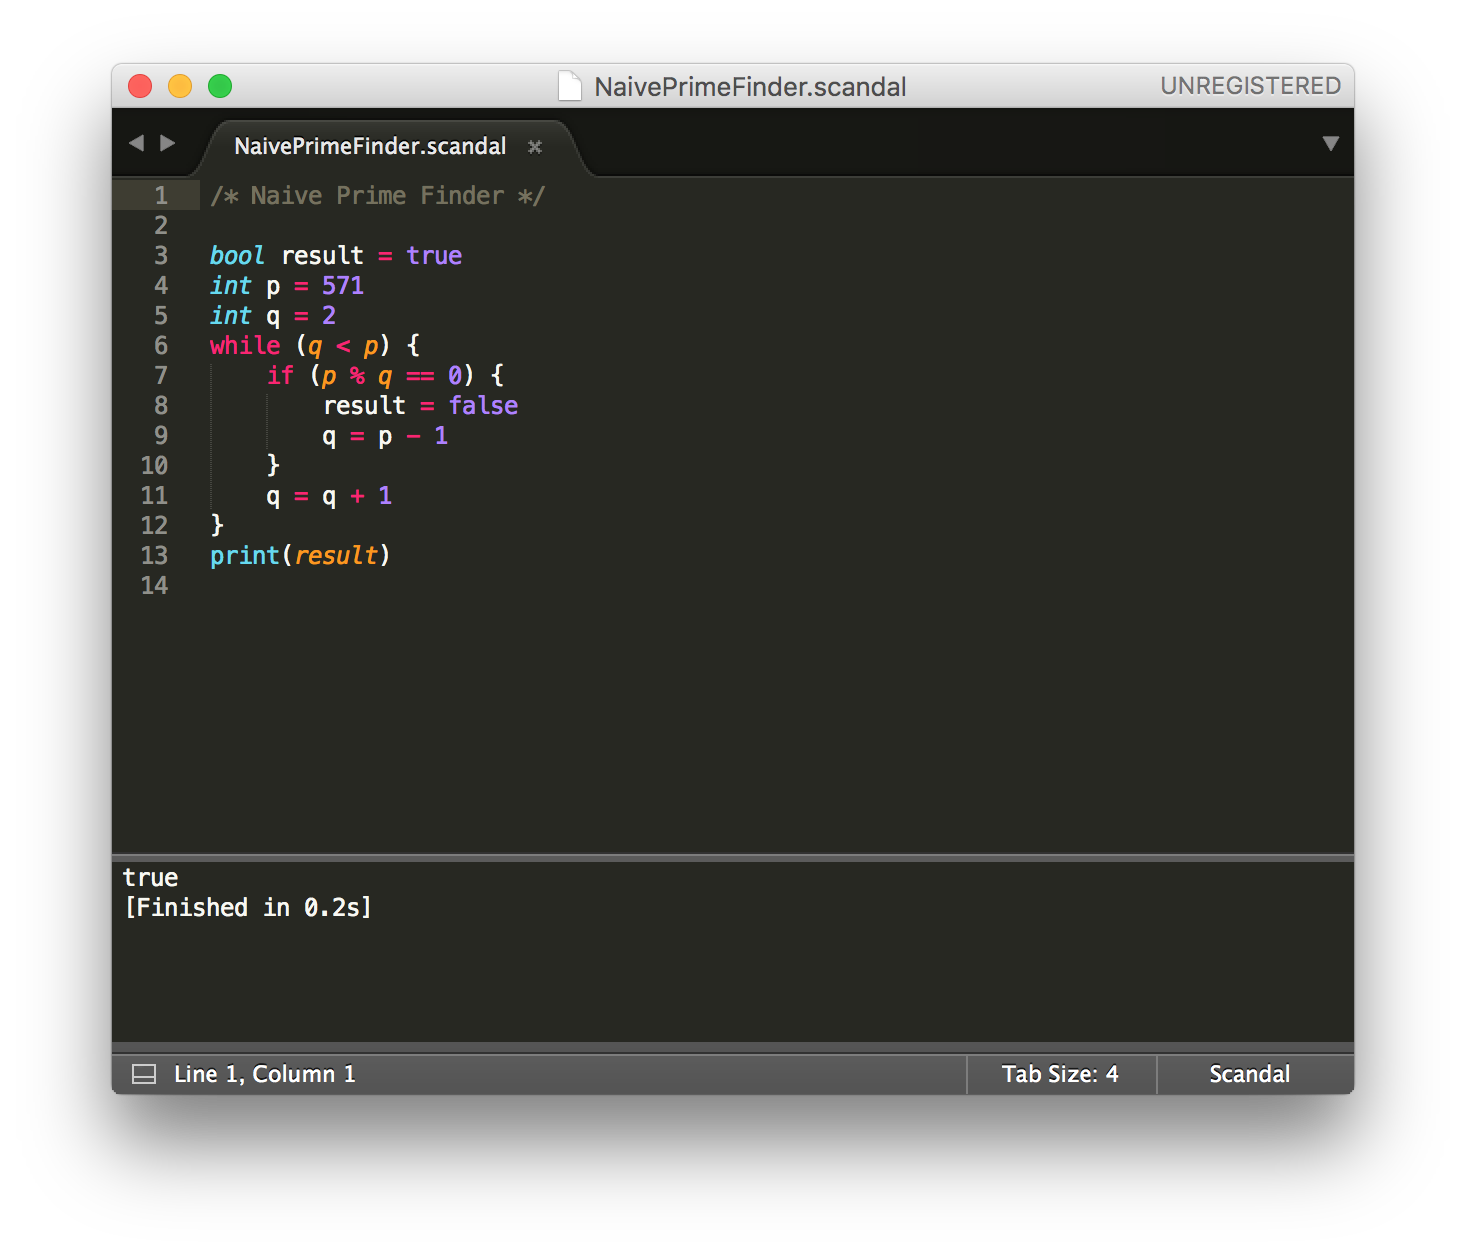 NaivePrimeFinder.scandal
UNREGISTERED
NaivePrimeFinder.scandal
1 /* Naive Prime Finder */
2
3 bool result = true
4 int p = 571
5 int q = 2
6 while (q < p) {
7     if (p % q == 0) {
8         result = false
9         q = p - 1
10     }
11     q = q + 1
12 }
13 print(result)
14
true
[Finished in 0.2s]
Line 1, Column 1
Tab Size: 4
Scandal